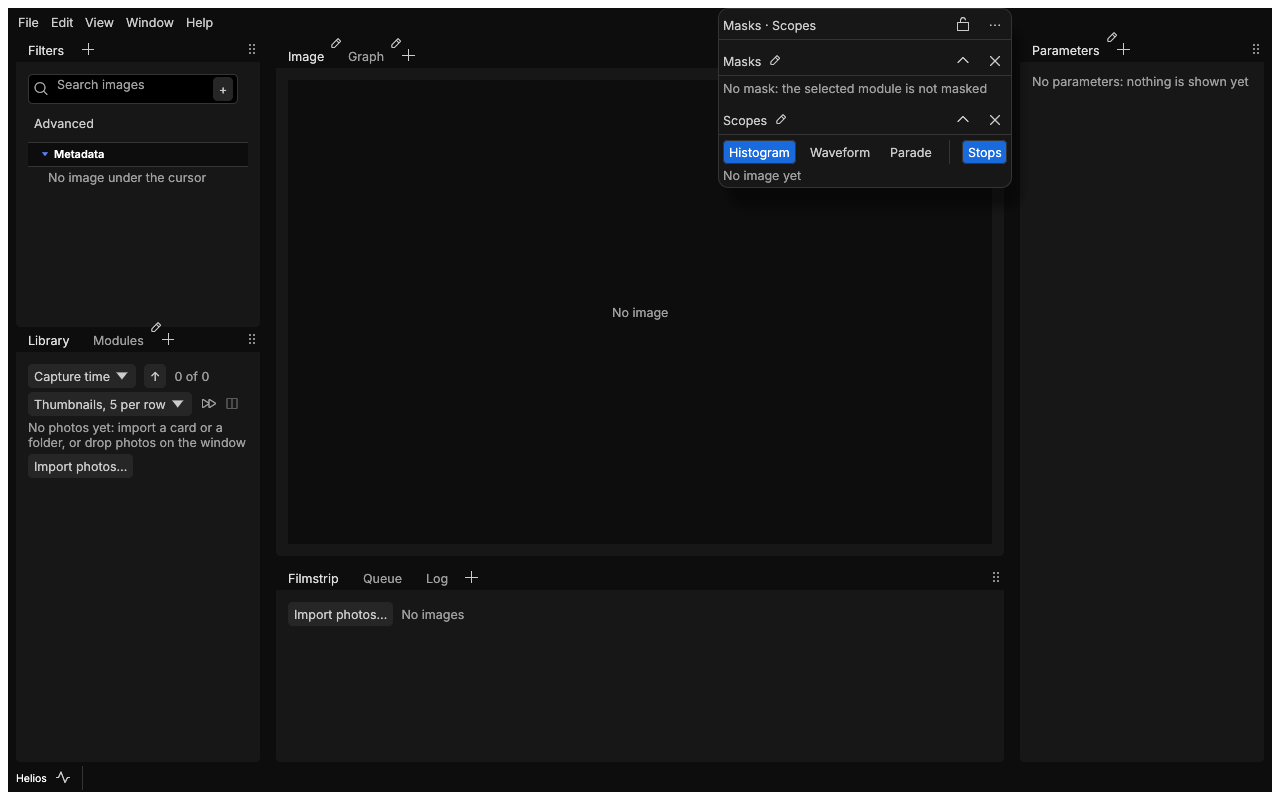 File Edit View Window Help
Filters
Search images
Advanced
Metadata
No image under the cursor
Library Modules
Capture time 0 of 0
Thumbnails, 5 per row
No photos yet: import a card or a
folder, or drop photos on the window
Import photos...
Image Graph
No image
Masks · Scopes
Masks
No mask: the selected module is not masked
Scopes
Histogram Waveform Parade Stops
No image yet
Filmstrip Queue Log
Import photos... No images
Parameters
No parameters: nothing is shown yet
Helios